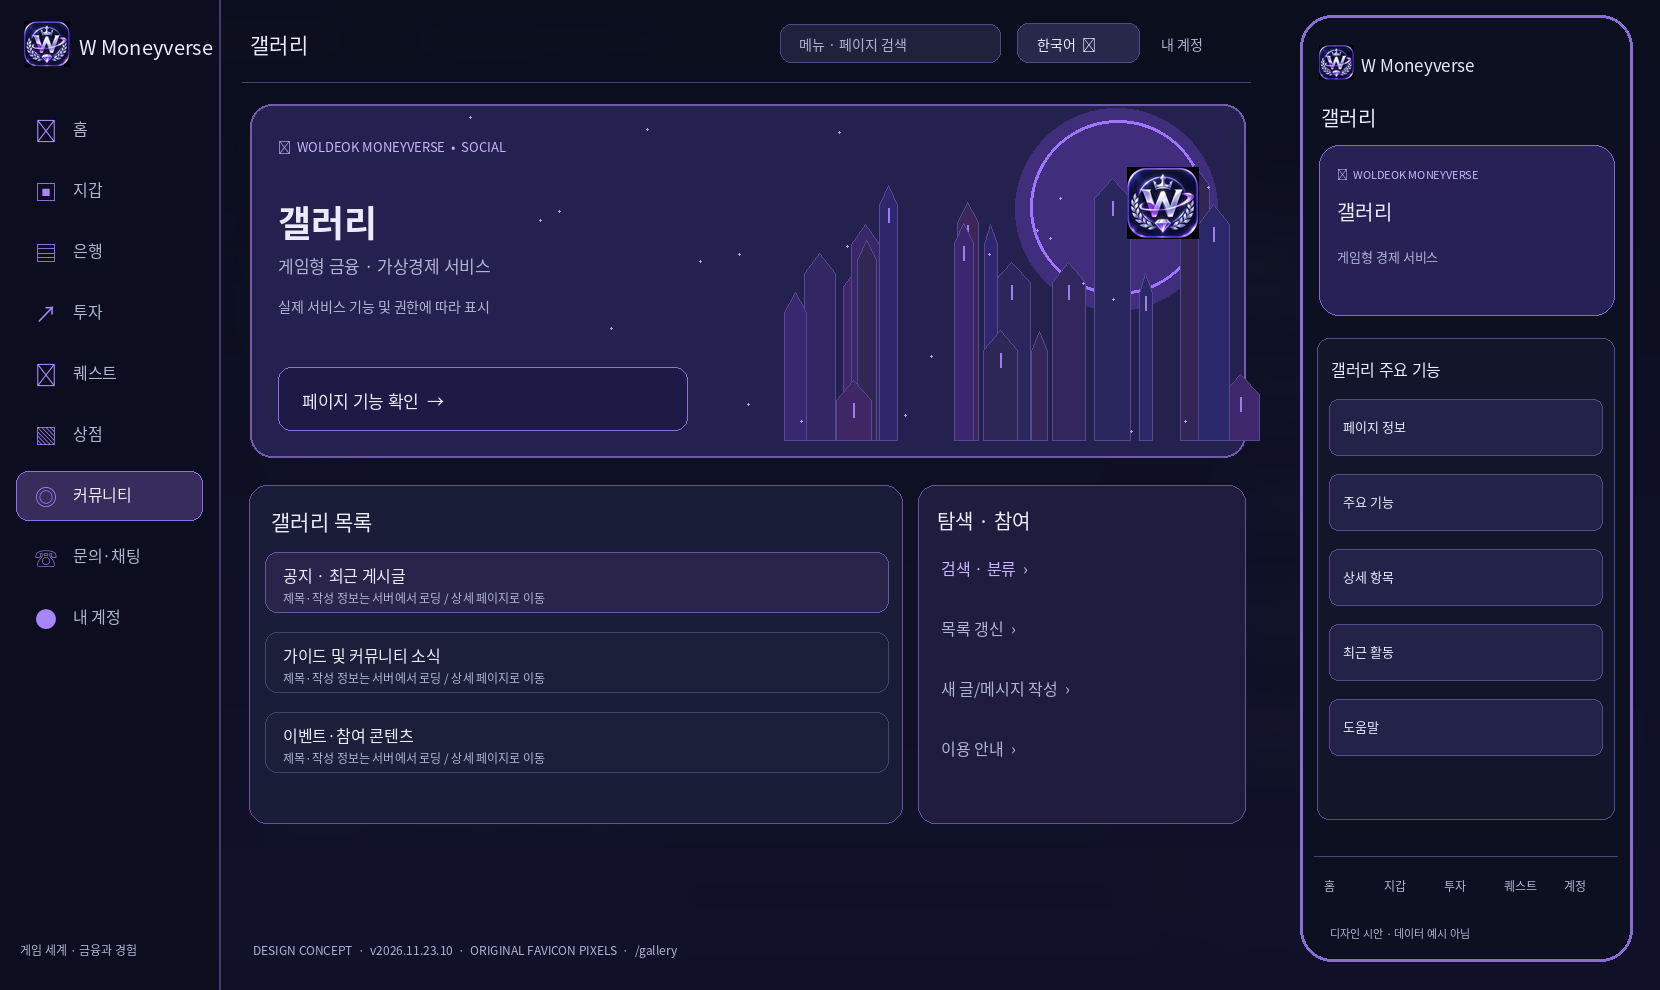 W Moneyverse
홈
지갑
은행
투자
퀘스트
상점
커뮤니티
문의·채팅
내 계정
게임 세계 · 금융과 경험
갤러리
메뉴 · 페이지 검색
한국어
내 계정
WOLDEOK MONEYVERSE • SOCIAL
갤러리
게임형 금융 · 가상경제 서비스
실제 서비스 기능 및 권한에 따라 표시
페이지 기능 확인 →
갤러리 목록
공지 · 최근 게시글
제목·작성 정보는 서버에서 로딩 / 상세 페이지로 이동
가이드 및 커뮤니티 소식
제목·작성 정보는 서버에서 로딩 / 상세 페이지로 이동
이벤트·참여 콘텐츠
제목·작성 정보는 서버에서 로딩 / 상세 페이지로 이동
탐색 · 참여
검색 · 분류 ›
목록 갱신 ›
새 글/메시지 작성 ›
이용 안내 ›
DESIGN CONCEPT · v2026.11.23.10 · ORIGINAL FAVICON PIXELS · /gallery
W Moneyverse
갤러리
WOLDEOK MONEYVERSE
갤러리
게임형 경제 서비스
갤러리 주요 기능
페이지 정보
주요 기능
상세 항목
최근 활동
도움말
홈 지갑 투자 퀘스트 계정
디자인 시안 · 데이터 예시 아님